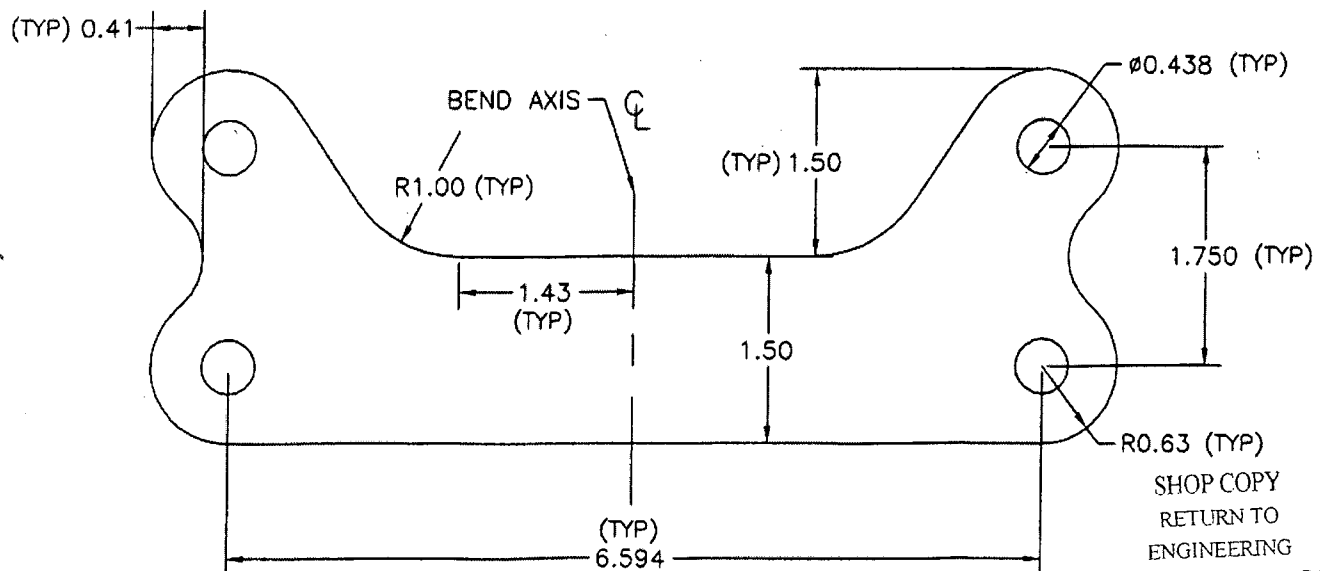 (TYP) 0.41
BEND AXIS
CL
Ø0.438 (TYP)
(TYP) 1.50
R1.00 (TYP)
1.750 (TYP)
1.43
(TYP)
1.50
R0.63 (TYP)
SHOP COPY
RETURN TO
ENGINEERING
(TYP)
6.594